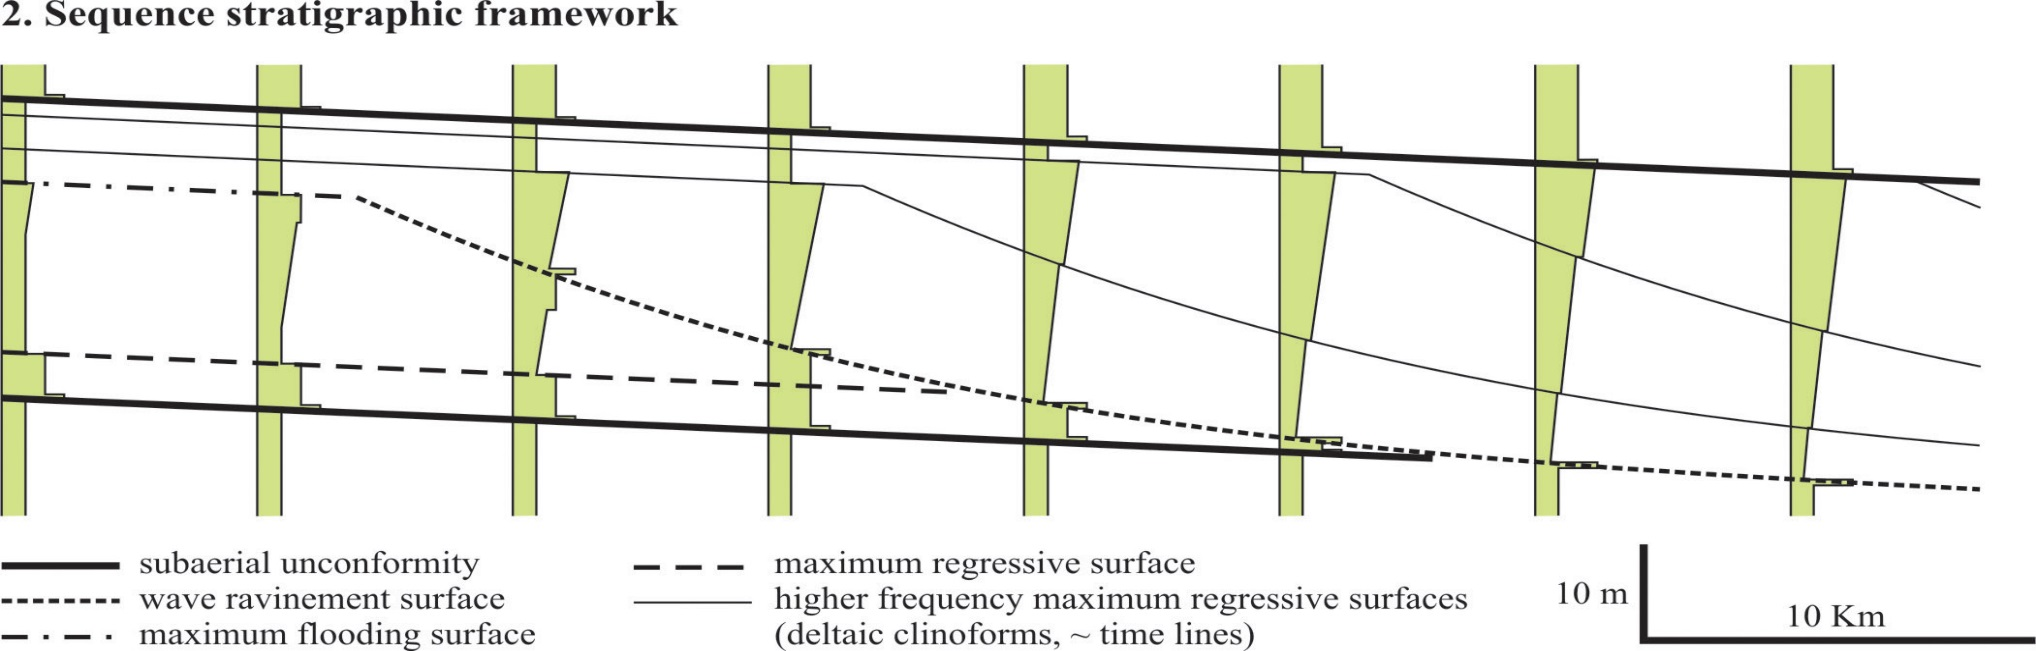 2. Sequence stratigraphic framework
subaerial unconformity
wave ravinement surface
maximum flooding surface
maximum regressive surface
higher frequency maximum regressive surfaces
(deltaic clinoforms, ~ time lines)
10 m
10 Km